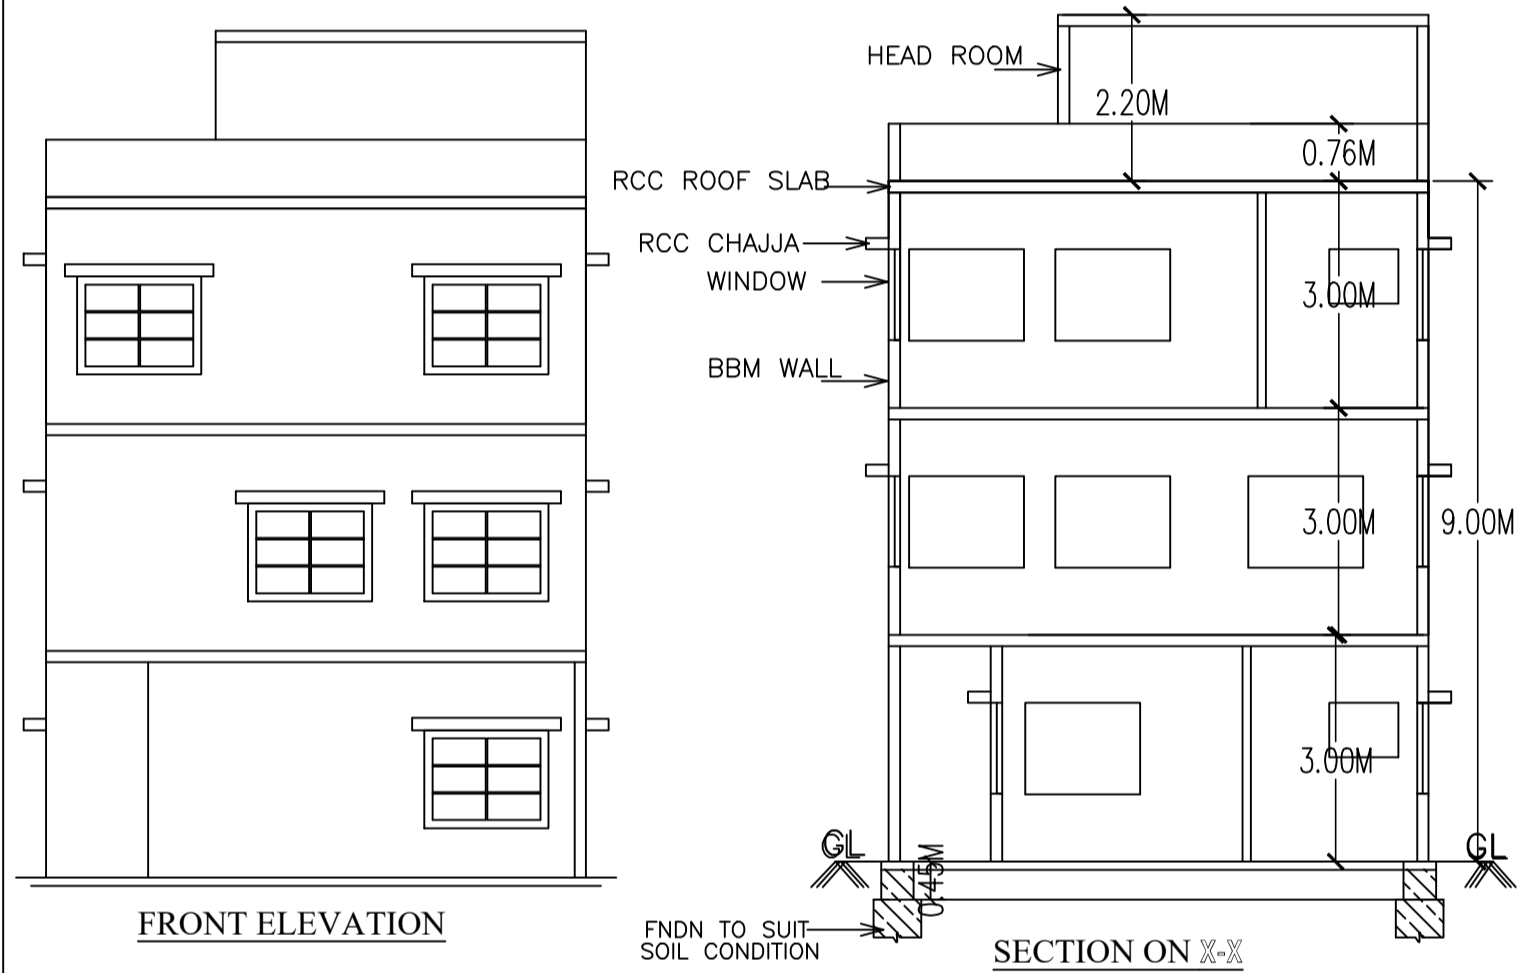 HEAD ROOM
2.20M
0.76M
RCC ROOF SLAB
RCC CHAJJA
WINDOW
3.00M
BBM WALL
3.00M
9.00M
3.00M
GL
GL
0.45M
FRONT ELEVATION
FNDN TO SUIT
SOIL CONDITION
SECTION ON X-X